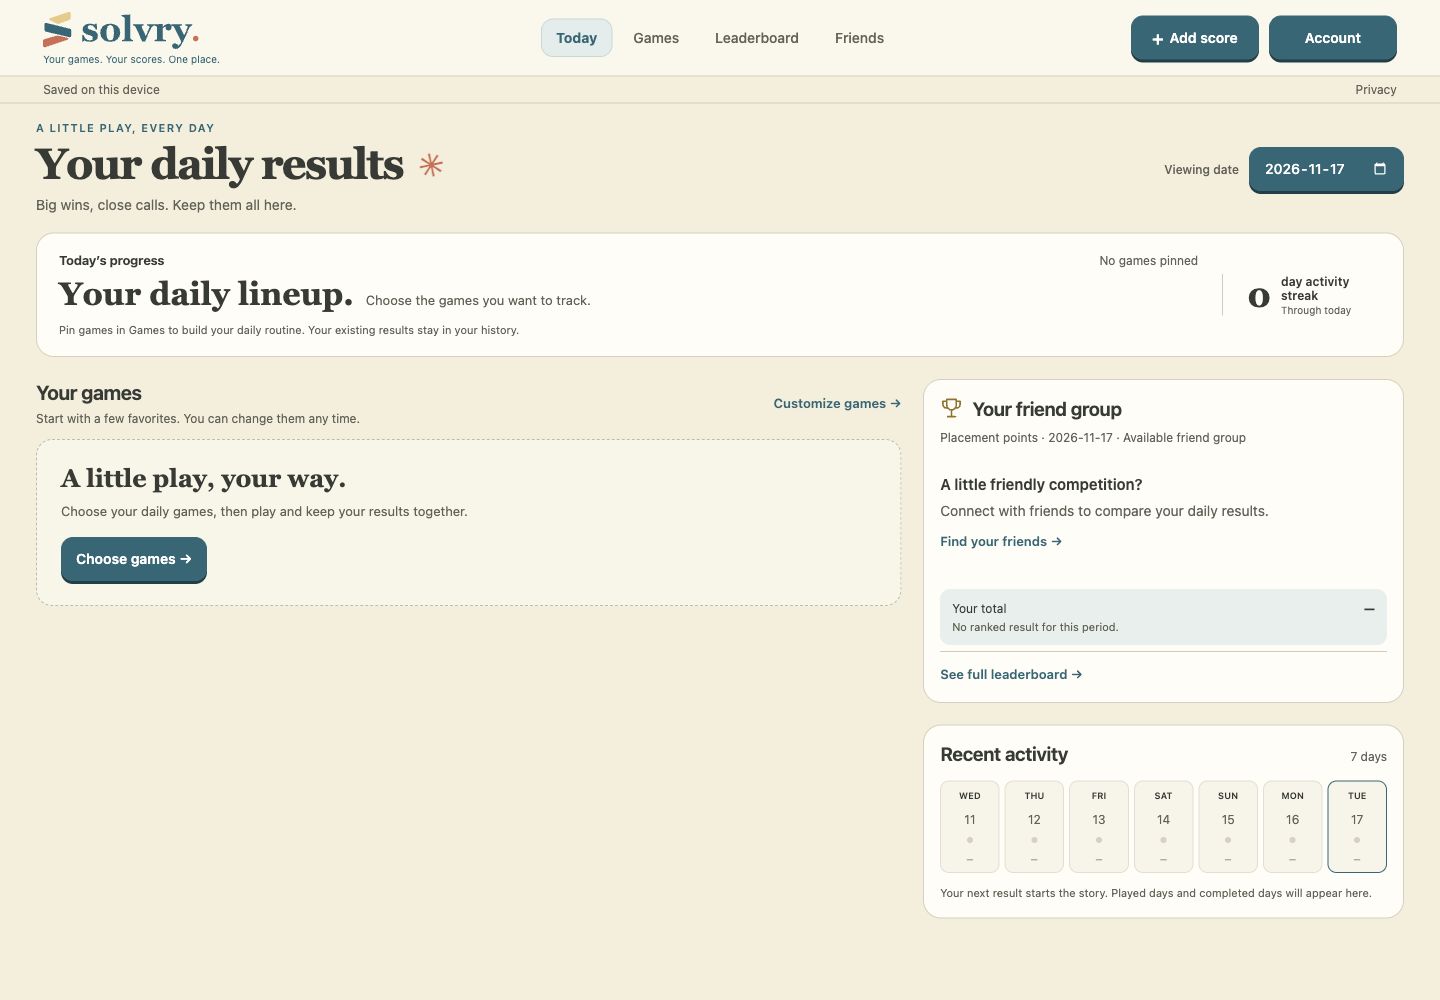 solvry.
Your games. Your scores. One place.
Today
Games
Leaderboard
Friends
+ Add score
Account
Saved on this device
Privacy
A LITTLE PLAY, EVERY DAY
Your daily results
Big wins, close calls. Keep them all here.
Viewing date
2026-11-17
Today’s progress
No games pinned
Your daily lineup. Choose the games you want to track.
Pin games in Games to build your daily routine. Your existing results stay in your history.
0
day activity
streak
Through today
Your games
Start with a few favorites. You can change them any time.
Customize games →
A little play, your way.
Choose your daily games, then play and keep your results together.
Choose games →
Your friend group
Placement points · 2026-11-17 · Available friend group
A little friendly competition?
Connect with friends to compare your daily results.
Find your friends →
Your total
—
No ranked result for this period.
See full leaderboard →
Recent activity
7 days
WED THU FRI SAT SUN MON TUE
11 12 13 14 15 16 17
– – – – – – –
Your next result starts the story. Played days and completed days will appear here.